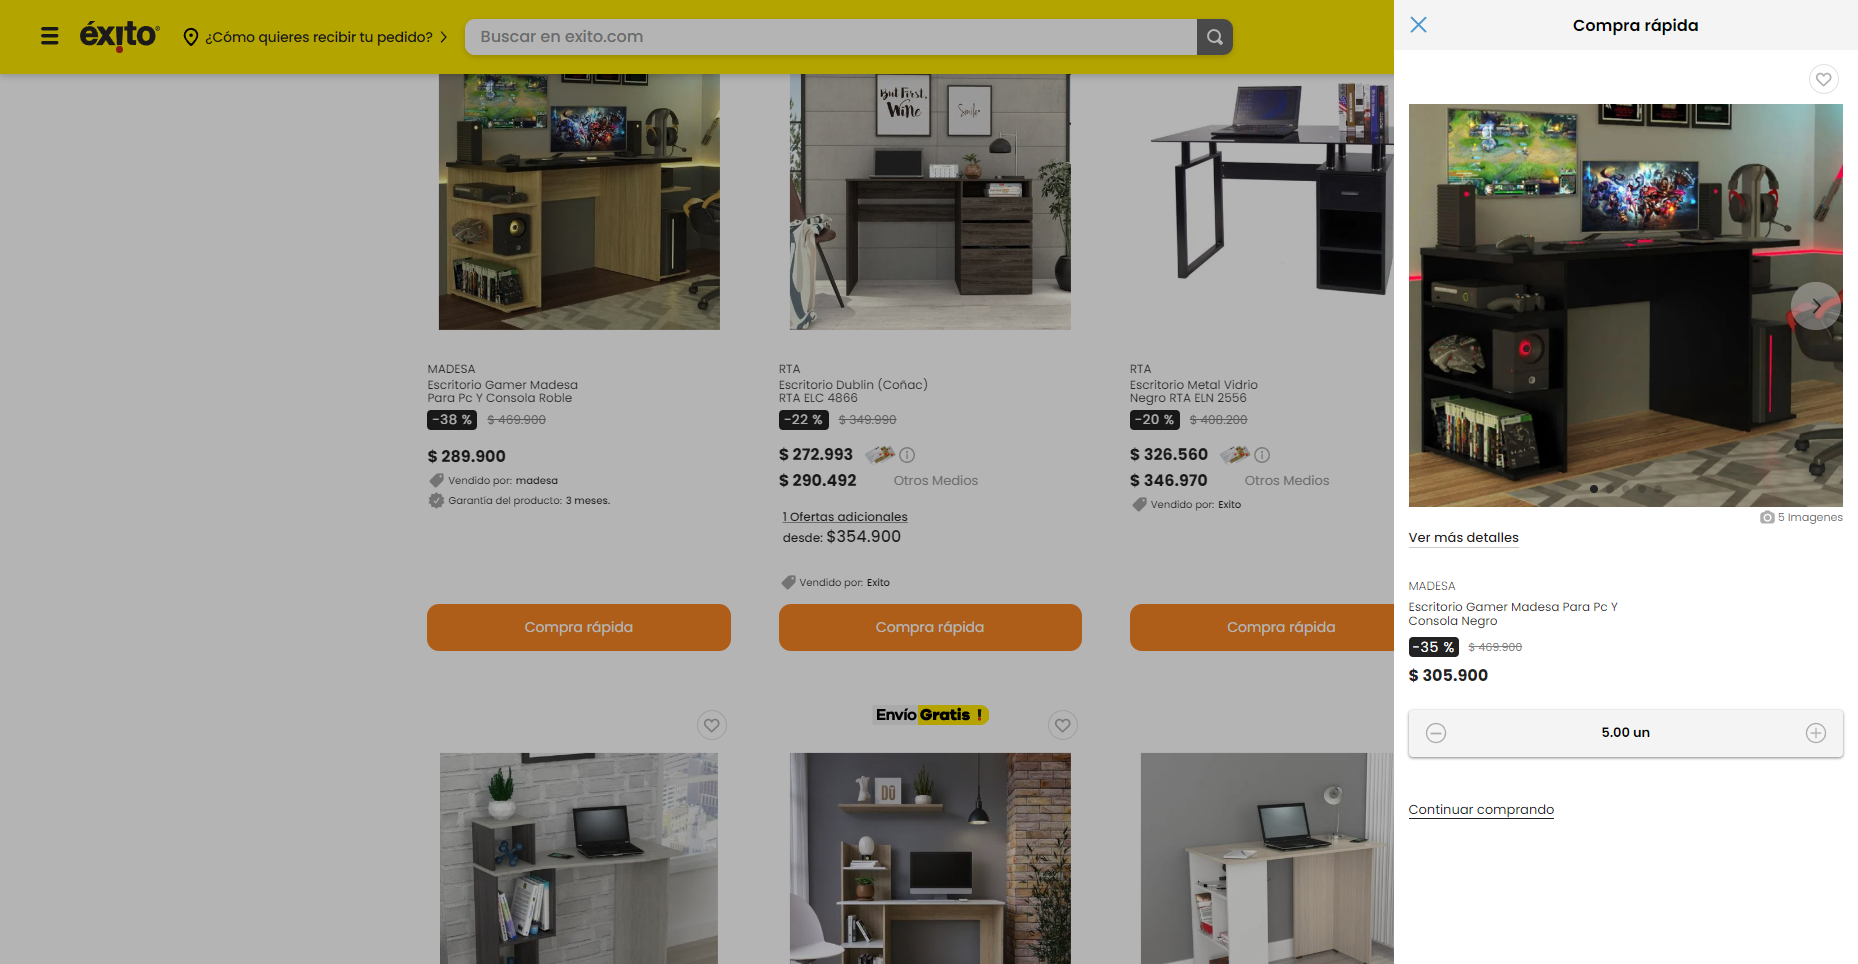 éxito
¿Cómo quieres recibir tu pedido?
Buscar en exito.com
But First,
Wine
Smile
MADESA
Escritorio Gamer Madesa
Para Pc Y Consola Roble
-38 % $ 469.900
$ 289.900
Vendido por: madesa
Garantía del producto: 3 meses.
RTA
Escritorio Dublin (Coñac)
RTA ELC 4866
-22 % $ 349.990
$ 272.993
$ 290.492 Otros Medios
1 Ofertas adicionales
desde: $354.900
Vendido por: Exito
RTA
Escritorio Metal Vidrio
Negro RTA ELN 2556
-20 % $ 408.200
$ 326.560
$ 346.970 Otros Medios
Vendido por: Exito
Compra rápida
Compra rápida
Compra rápida
Envío Gratis !
Compra rápida
5 Imagenes
Ver más detalles
MADESA
Escritorio Gamer Madesa Para Pc Y
Consola Negro
-35 % $ 469.900
$ 305.900
5.00 un
Continuar comprando